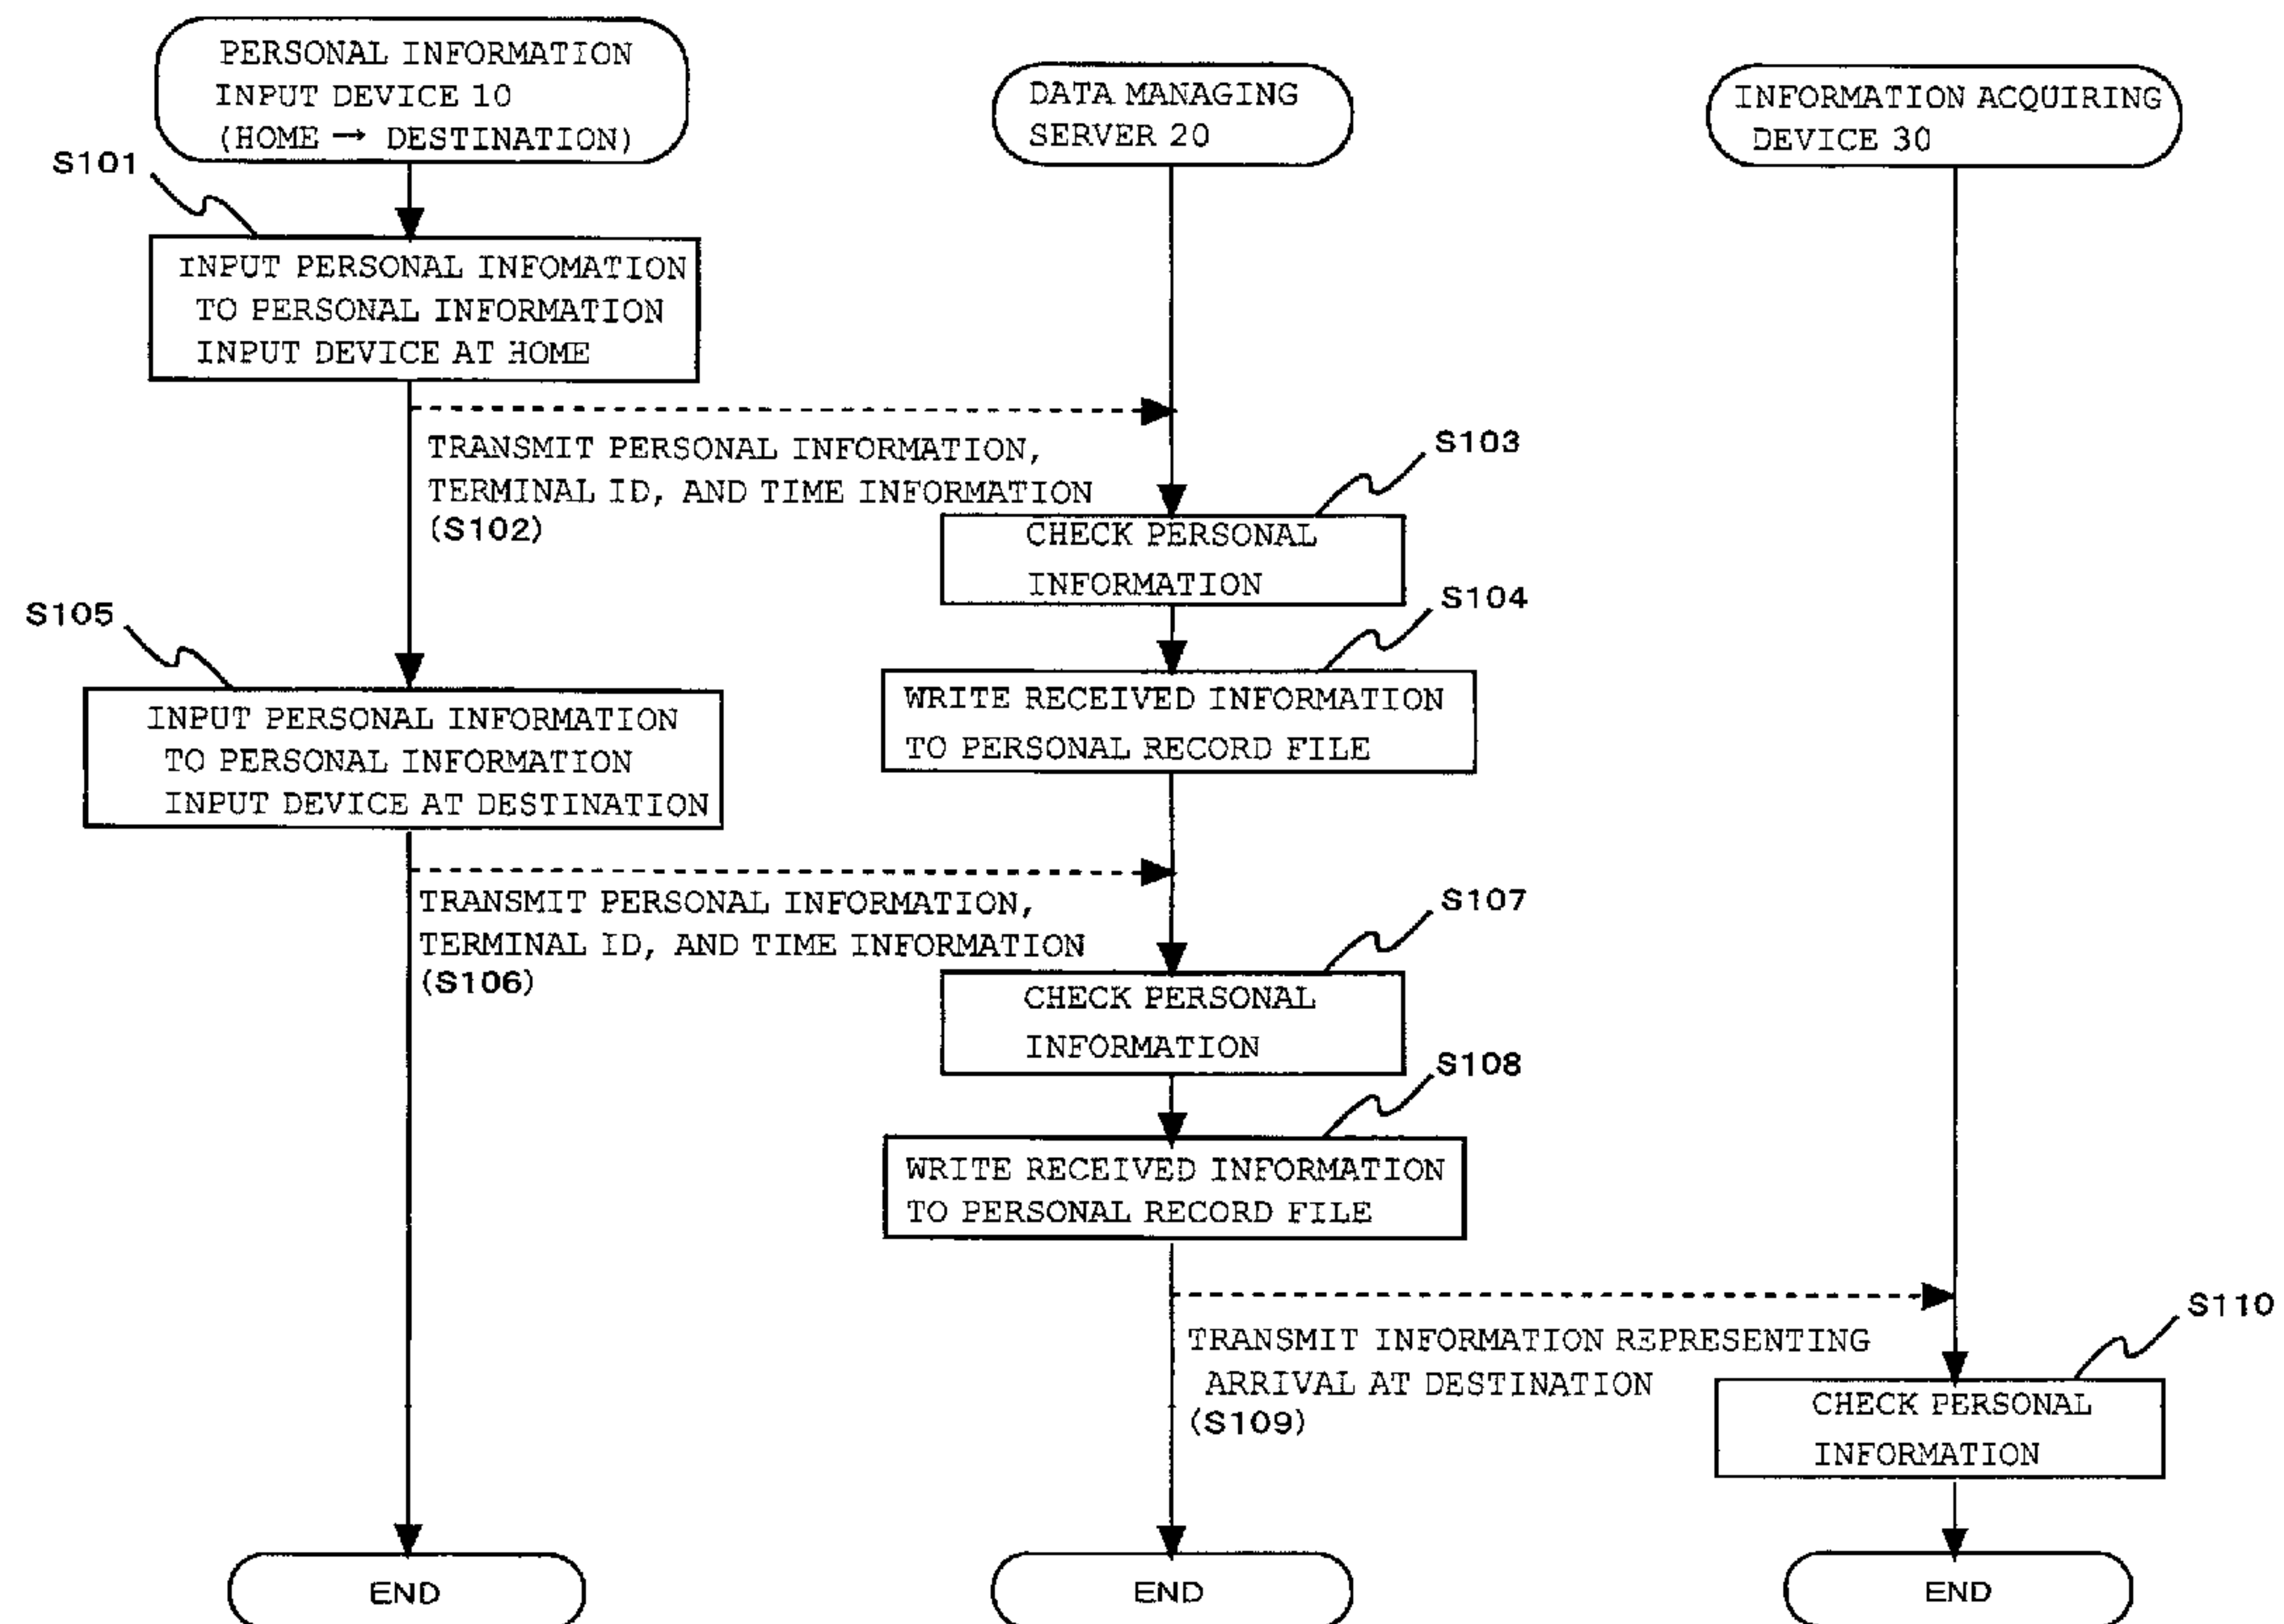 PERSONAL INFORMATION
INPUT DEVICE 10
(HOME → DESTINATION)
DATA MANAGING
SERVER 20
INFORMATION ACQUIRING
DEVICE 30
S101
INPUT PERSONAL INFOMATION
TO PERSONAL INFORMATION
INPUT DEVICE AT HOME
TRANSMIT PERSONAL INFORMATION,
TERMINAL ID, AND TIME INFORMATION
(S102)
S103
CHECK PERSONAL
INFORMATION
S104
WRITE RECEIVED INFORMATION
TO PERSONAL RECORD FILE
S105
INPUT PERSONAL INFORMATION
TO PERSONAL INFORMATION
INPUT DEVICE AT DESTINATION
TRANSMIT PERSONAL INFORMATION,
TERMINAL ID, AND TIME INFORMATION
(S106)
S107
CHECK PERSONAL
INFORMATION
S108
WRITE RECEIVED INFORMATION
TO PERSONAL RECORD FILE
TRANSMIT INFORMATION REPRESENTING
ARRIVAL AT DESTINATION
(S109)
S110
CHECK PERSONAL
INFORMATION
END
END
END